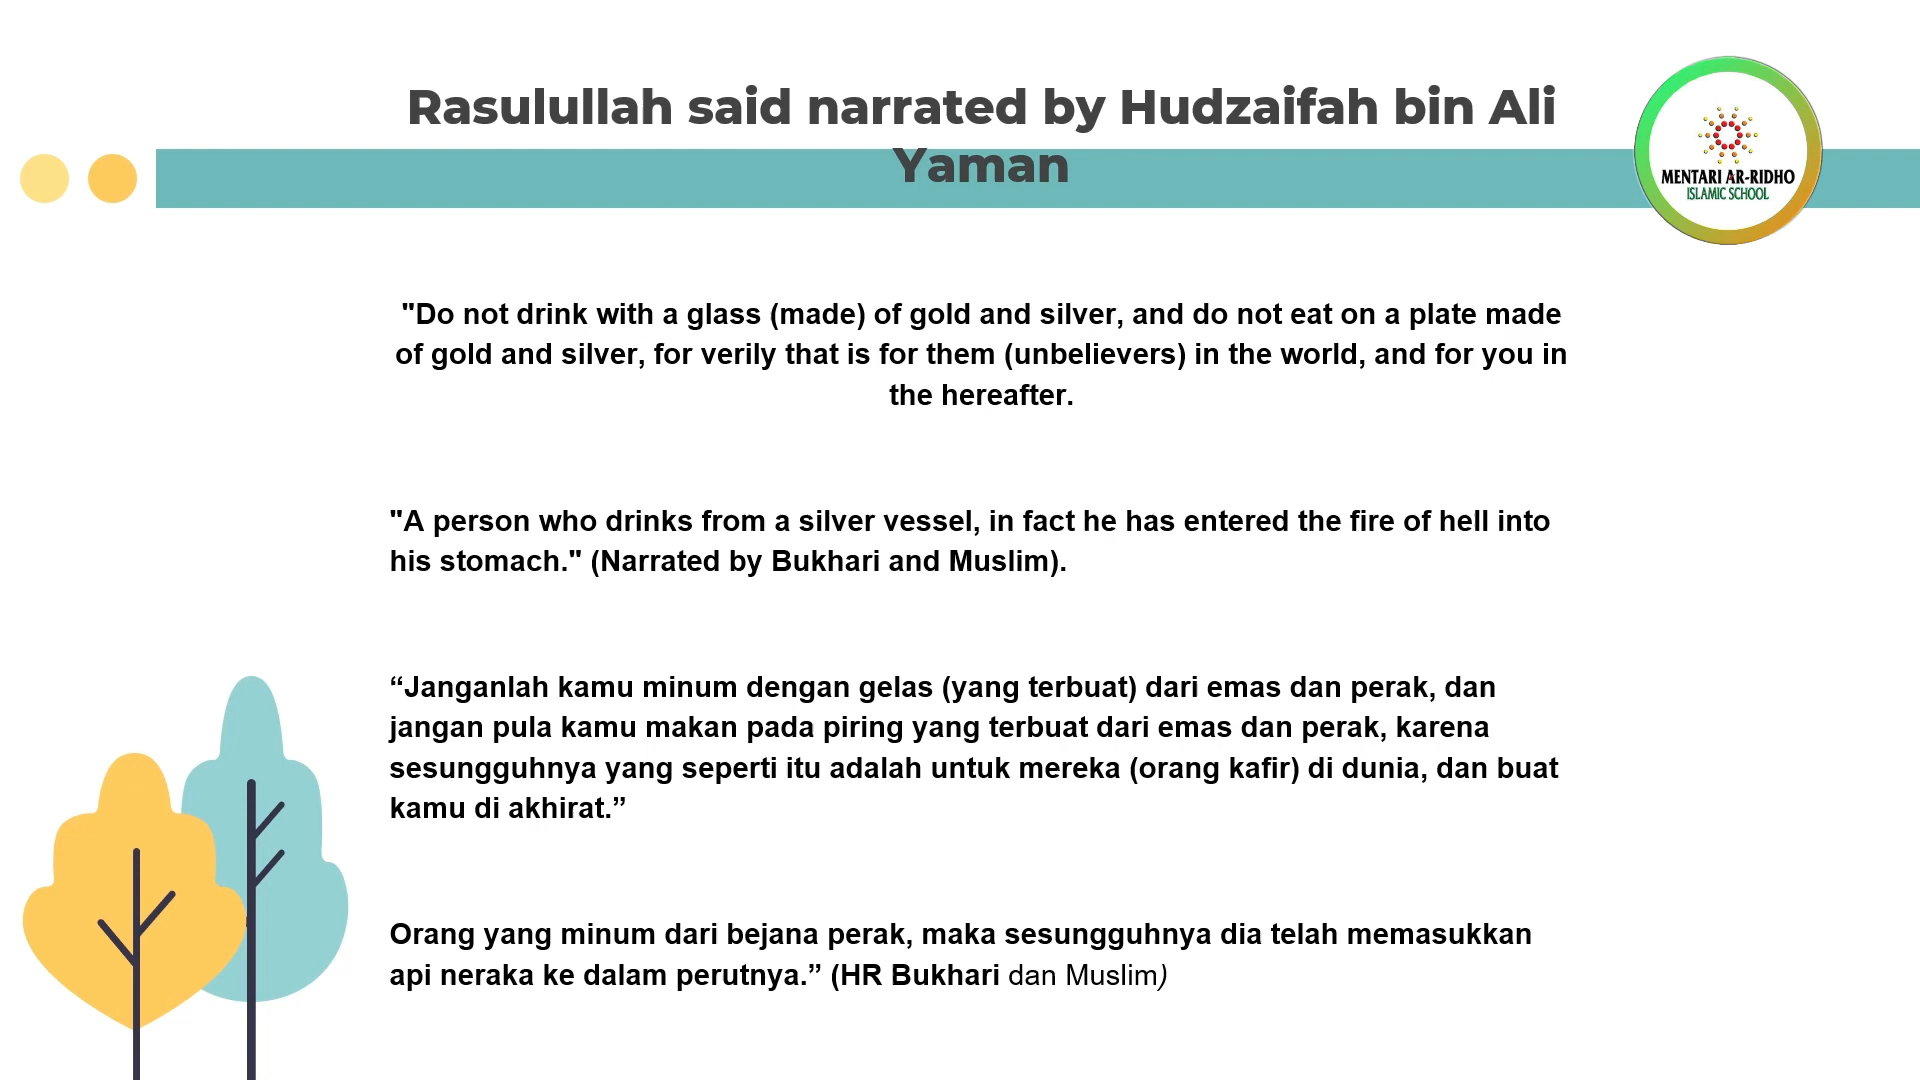 Rasulullah said narrated by Hudzaifah bin Ali
Yaman
MENTARI AR-RIDHO
ISLAMIC SCHOOL
"Do not drink with a glass (made) of gold and silver, and do not eat on a plate made
of gold and silver, for verily that is for them (unbelievers) in the world, and for you in
the hereafter.
"A person who drinks from a silver vessel, in fact he has entered the fire of hell into
his stomach." (Narrated by Bukhari and Muslim).
“Janganlah kamu minum dengan gelas (yang terbuat) dari emas dan perak, dan
jangan pula kamu makan pada piring yang terbuat dari emas dan perak, karena
sesungguhnya yang seperti itu adalah untuk mereka (orang kafir) di dunia, dan buat
kamu di akhirat.”
Orang yang minum dari bejana perak, maka sesungguhnya dia telah memasukkan
api neraka ke dalam perutnya.” (HR Bukhari dan Muslim)